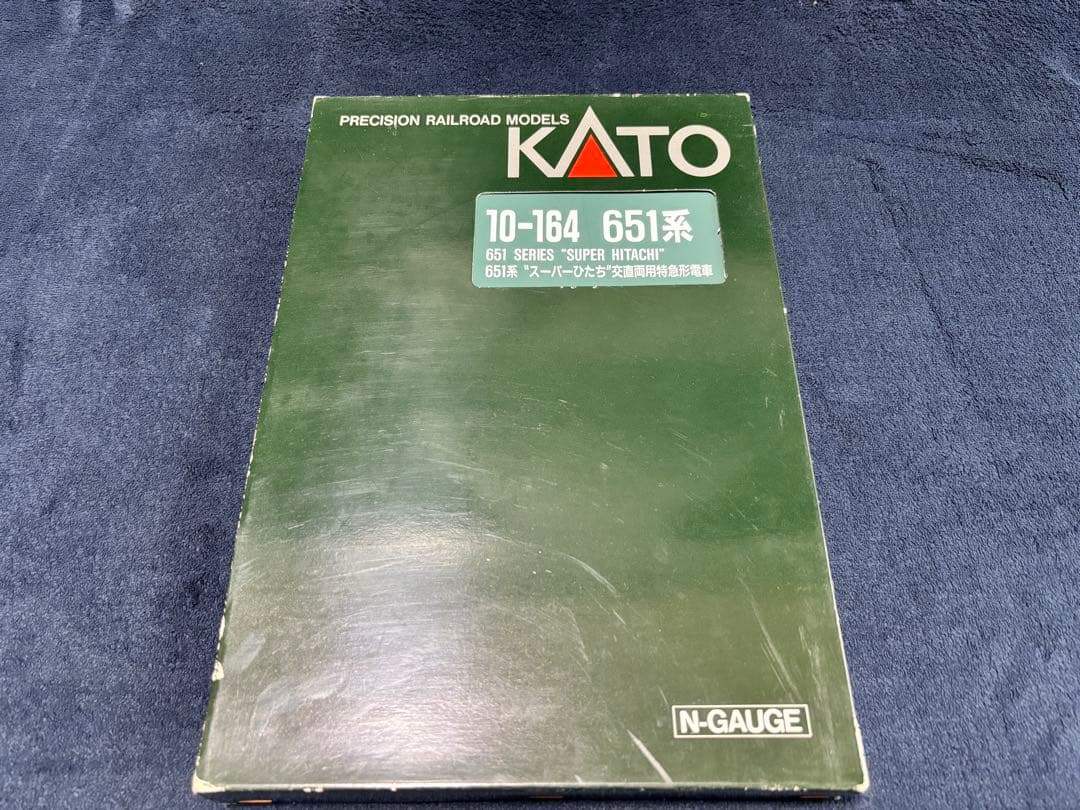 PRECISION RAILROAD MODELS
KATO
10-164 651系
651 SERIES "SUPER HITACHI"
651系 "スーパーひたち"交直両用特急形電車
N-GAUGE